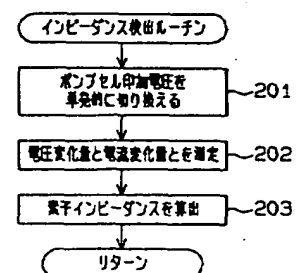 インピーダンス検出ルーチン
ポンプセル印加電圧を
単発的に切り換える
201
電圧変化量と電流変化量とを測定
202
素子インピーダンスを算出
203
リターン